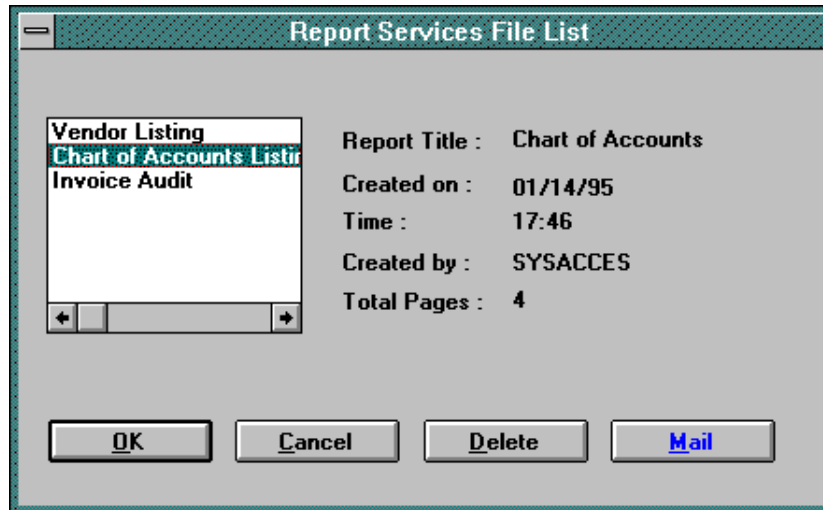 Report Services File List
Vendor Listing
Chart of Accounts Listin
Invoice Audit
Report Title : Chart of Accounts
Created on : 01/14/95
Time : 17:46
Created by : SYSACCES
Total Pages : 4
OK Cancel Delete Mail